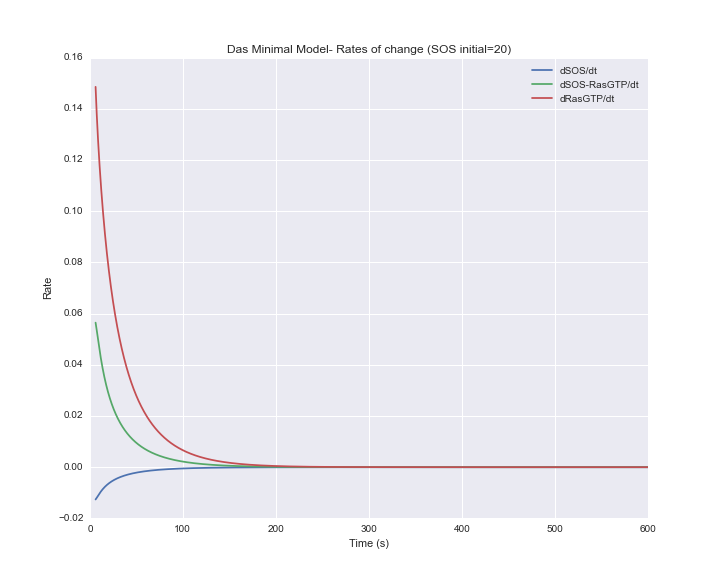 Das Minimal Model- Rates of change (SOS initial=20)
0.16
0.14
0.12
0.10
0.08
0.06
0.04
0.02
0.00
−0.02
Rate
dSOS/dt
dSOS-RasGTP/dt
dRasGTP/dt
0 100 200 300 400 500 600
Time (s)